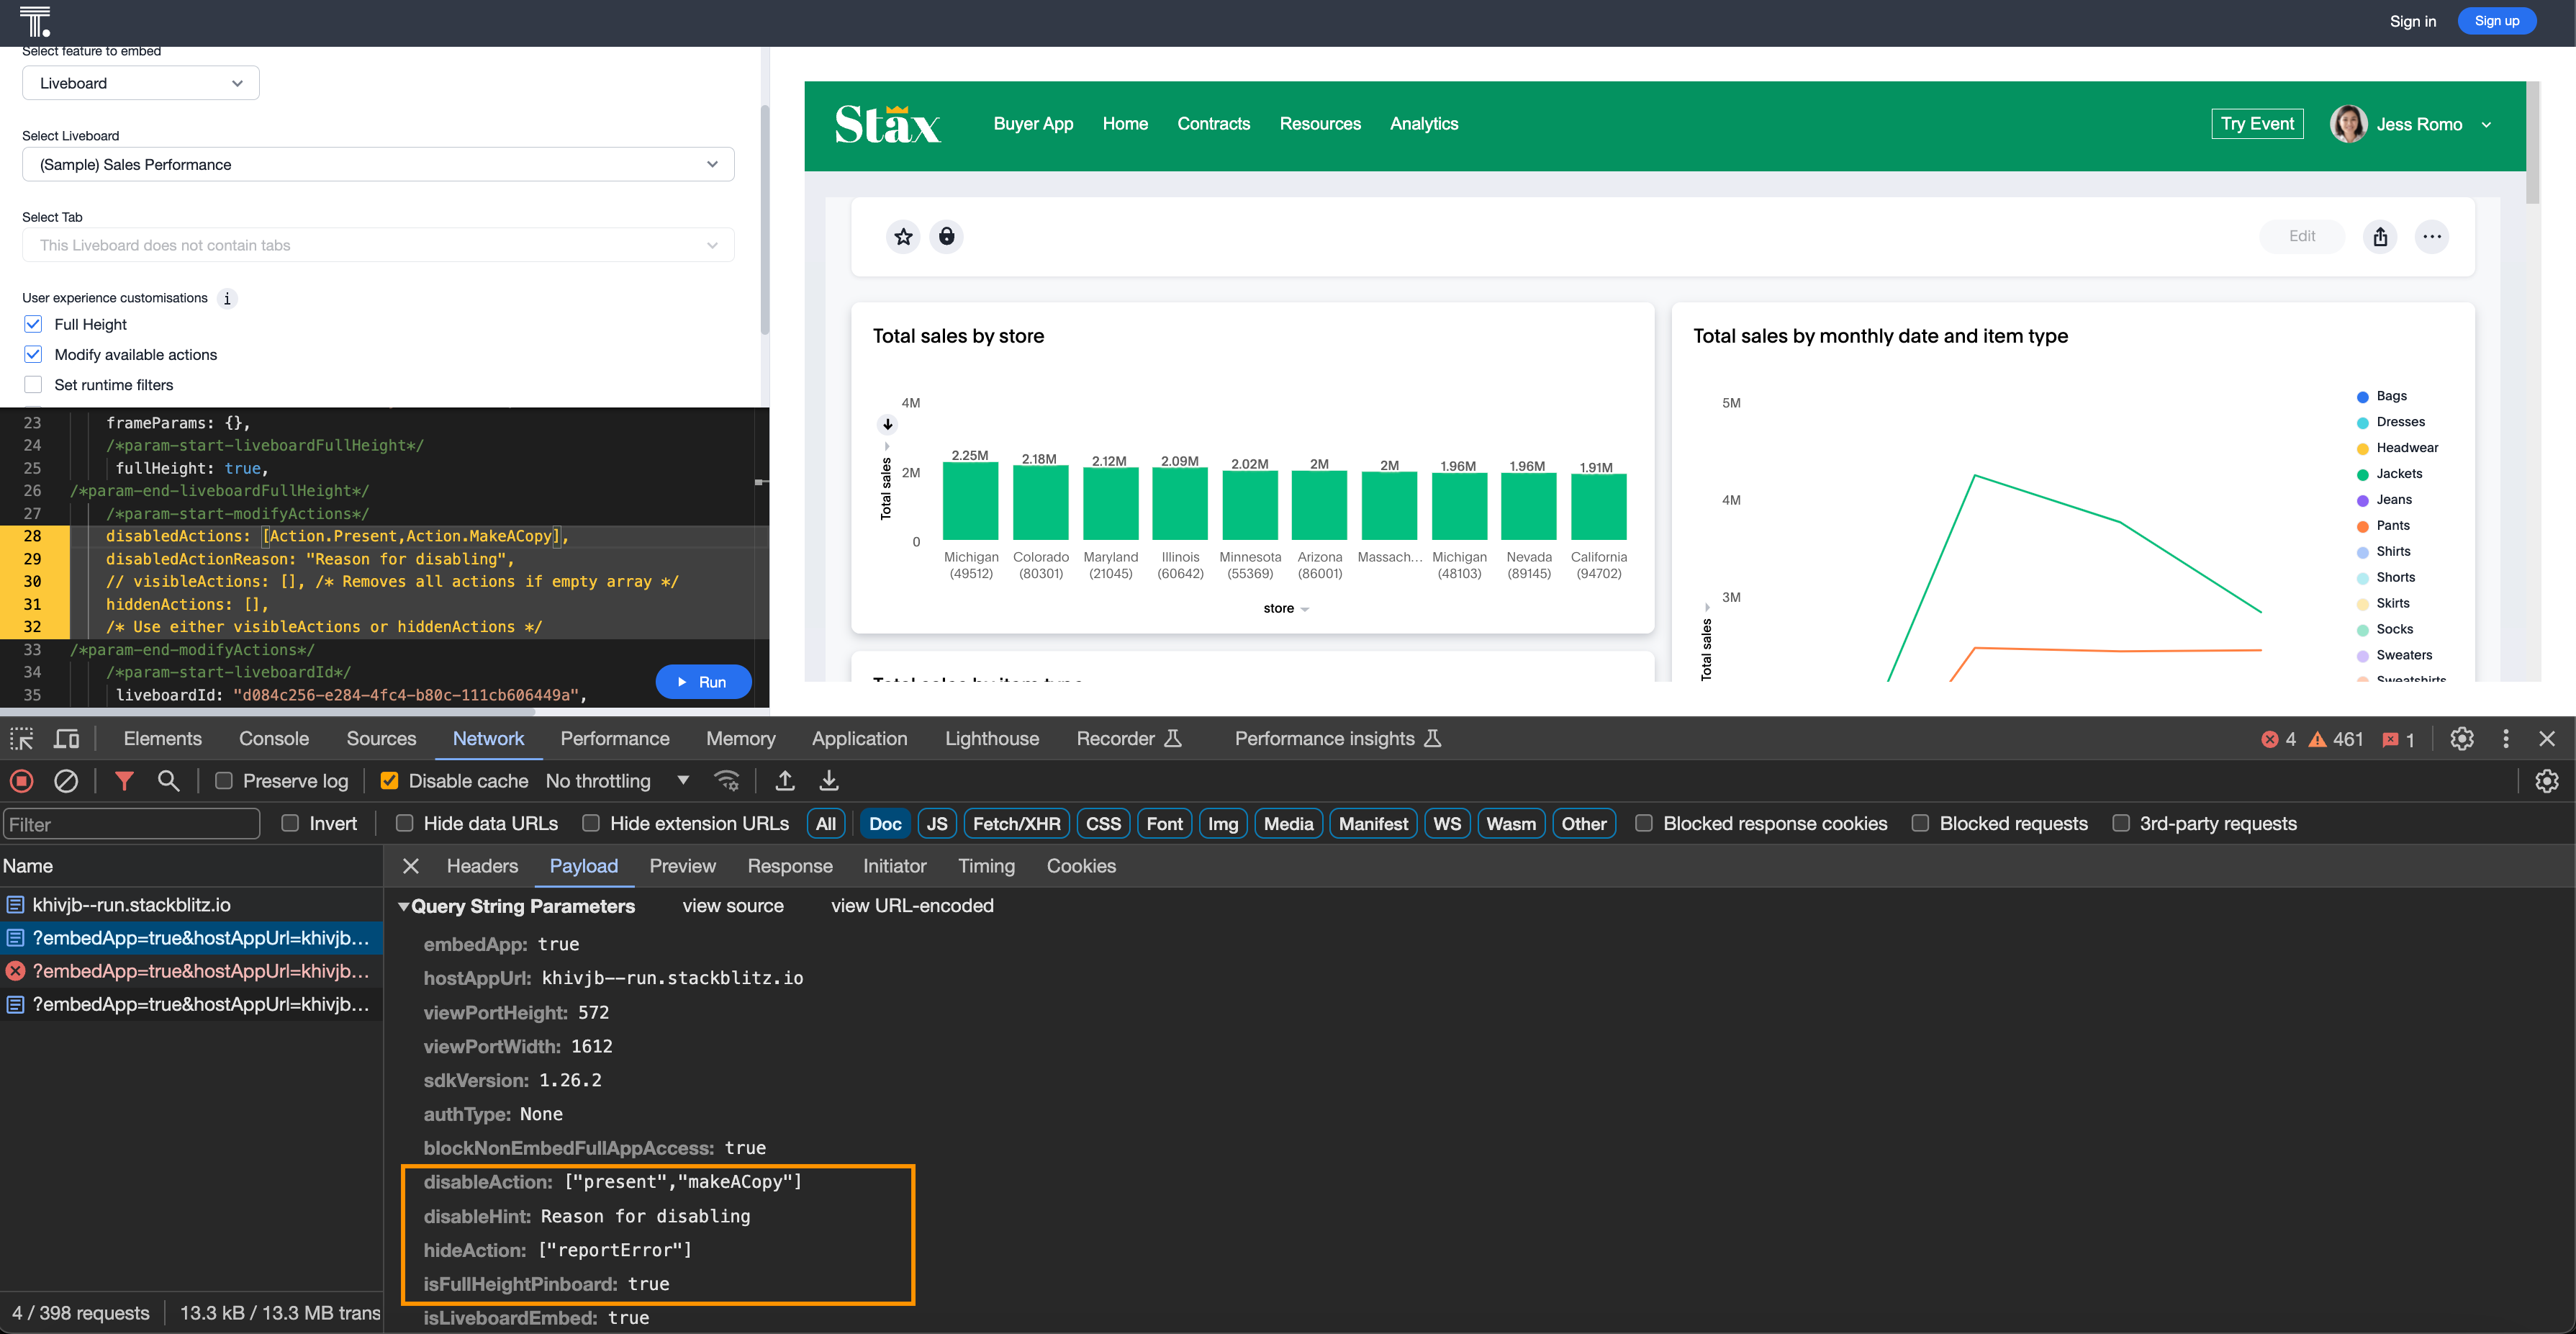 T.
Sign in
Sign up
Select feature to embed
Liveboard
Select Liveboard
(Sample) Sales Performance
Select Tab
This Liveboard does not contain tabs
User experience customisations i
Full Height
Modify available actions
Set runtime filters
23 frameParams: {},
24 /*param-start-liveboardFullHeight*/
25 fullHeight: true,
26 /*param-end-liveboardFullHeight*/
27 /*param-start-modifyActions*/
28 disabledActions: [Action.Present,Action.MakeACopy],
29 disabledActionReason: "Reason for disabling",
30 // visibleActions: [], /* Removes all actions if empty array */
31 hiddenActions: [],
32 /* Use either visibleActions or hiddenActions */
33 /*param-end-modifyActions*/
34 /*param-start-liveboardId*/
35 liveboardId: "d084c256-e284-4fc4-b80c-111cb606449a",
Run
Stax
Buyer App Home Contracts Resources Analytics
Try Event
Jess Romo
Edit
Total sales by store
4M
2M
0
Total sales
2.25M 2.18M 2.12M 2.09M 2.02M 2M 2M 1.96M 1.96M 1.91M
Michigan Colorado Maryland Illinois Minnesota Arizona Massach... Michigan Nevada California
(49512) (80301) (21045) (60642) (55369) (86001) (48103) (89145) (94702)
store
Total sales by item type
Total sales by monthly date and item type
5M
4M
3M
Total sales
Bags
Dresses
Headwear
Jackets
Jeans
Pants
Shirts
Shorts
Skirts
Socks
Sweaters
Sweatshirts
Elements Console Sources Network Performance Memory Application Lighthouse Recorder Performance insights 4 461 1
Preserve log Disable cache No throttling
Filter Invert Hide data URLs Hide extension URLs All Doc JS Fetch/XHR CSS Font Img Media Manifest WS Wasm Other Blocked response cookies Blocked requests 3rd-party requests
Name
khivjb--run.stackblitz.io
?embedApp=true&hostAppUrl=khivjb...
?embedApp=true&hostAppUrl=khivjb...
?embedApp=true&hostAppUrl=khivjb...
4 / 398 requests 13.3 kB / 13.3 MB trans
Headers Payload Preview Response Initiator Timing Cookies
Query String Parameters view source view URL-encoded
embedApp: true
hostAppUrl: khivjb--run.stackblitz.io
viewPortHeight: 572
viewPortWidth: 1612
sdkVersion: 1.26.2
authType: None
blockNonEmbedFullAppAccess: true
disableAction: ["present","makeACopy"]
disableHint: Reason for disabling
hideAction: ["reportError"]
isFullHeightPinboard: true
isLiveboardEmbed: true